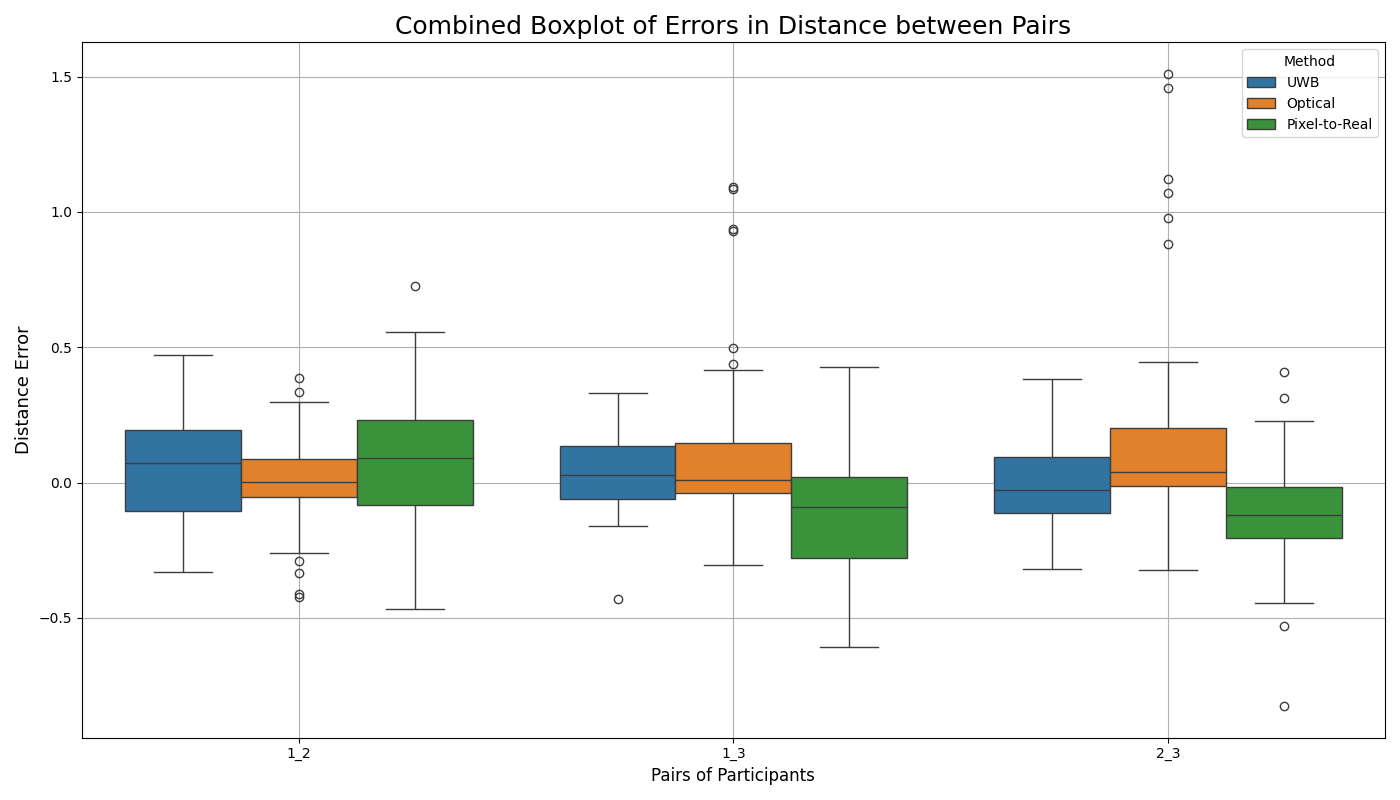 Combined Boxplot of Errors in Distance between Pairs
Method
UWB
Optical
Pixel-to-Real
Distance Error
1.5
1.0
0.5
0.0
−0.5
1_2
1_3
2_3
Pairs of Participants